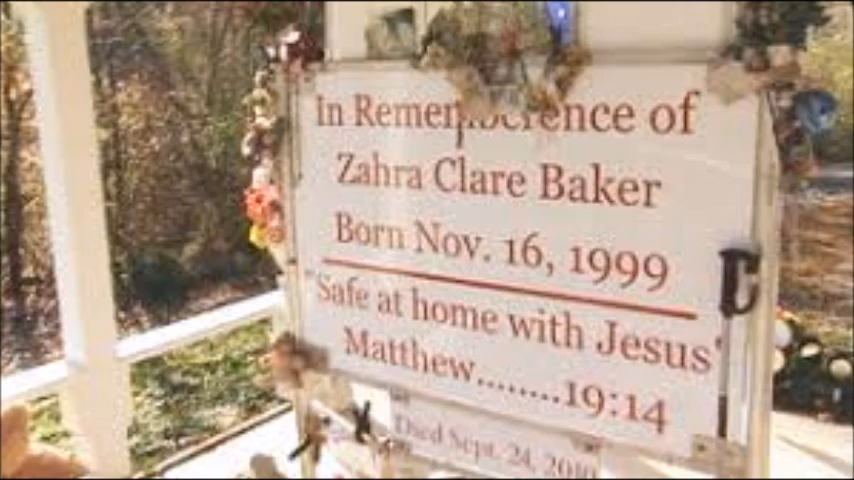 In Rememberence of
Zahra Clare Baker
Born Nov. 16, 1999
"Safe at home with Jesus"
Matthew........19:14
Died Sept. 24, 2010